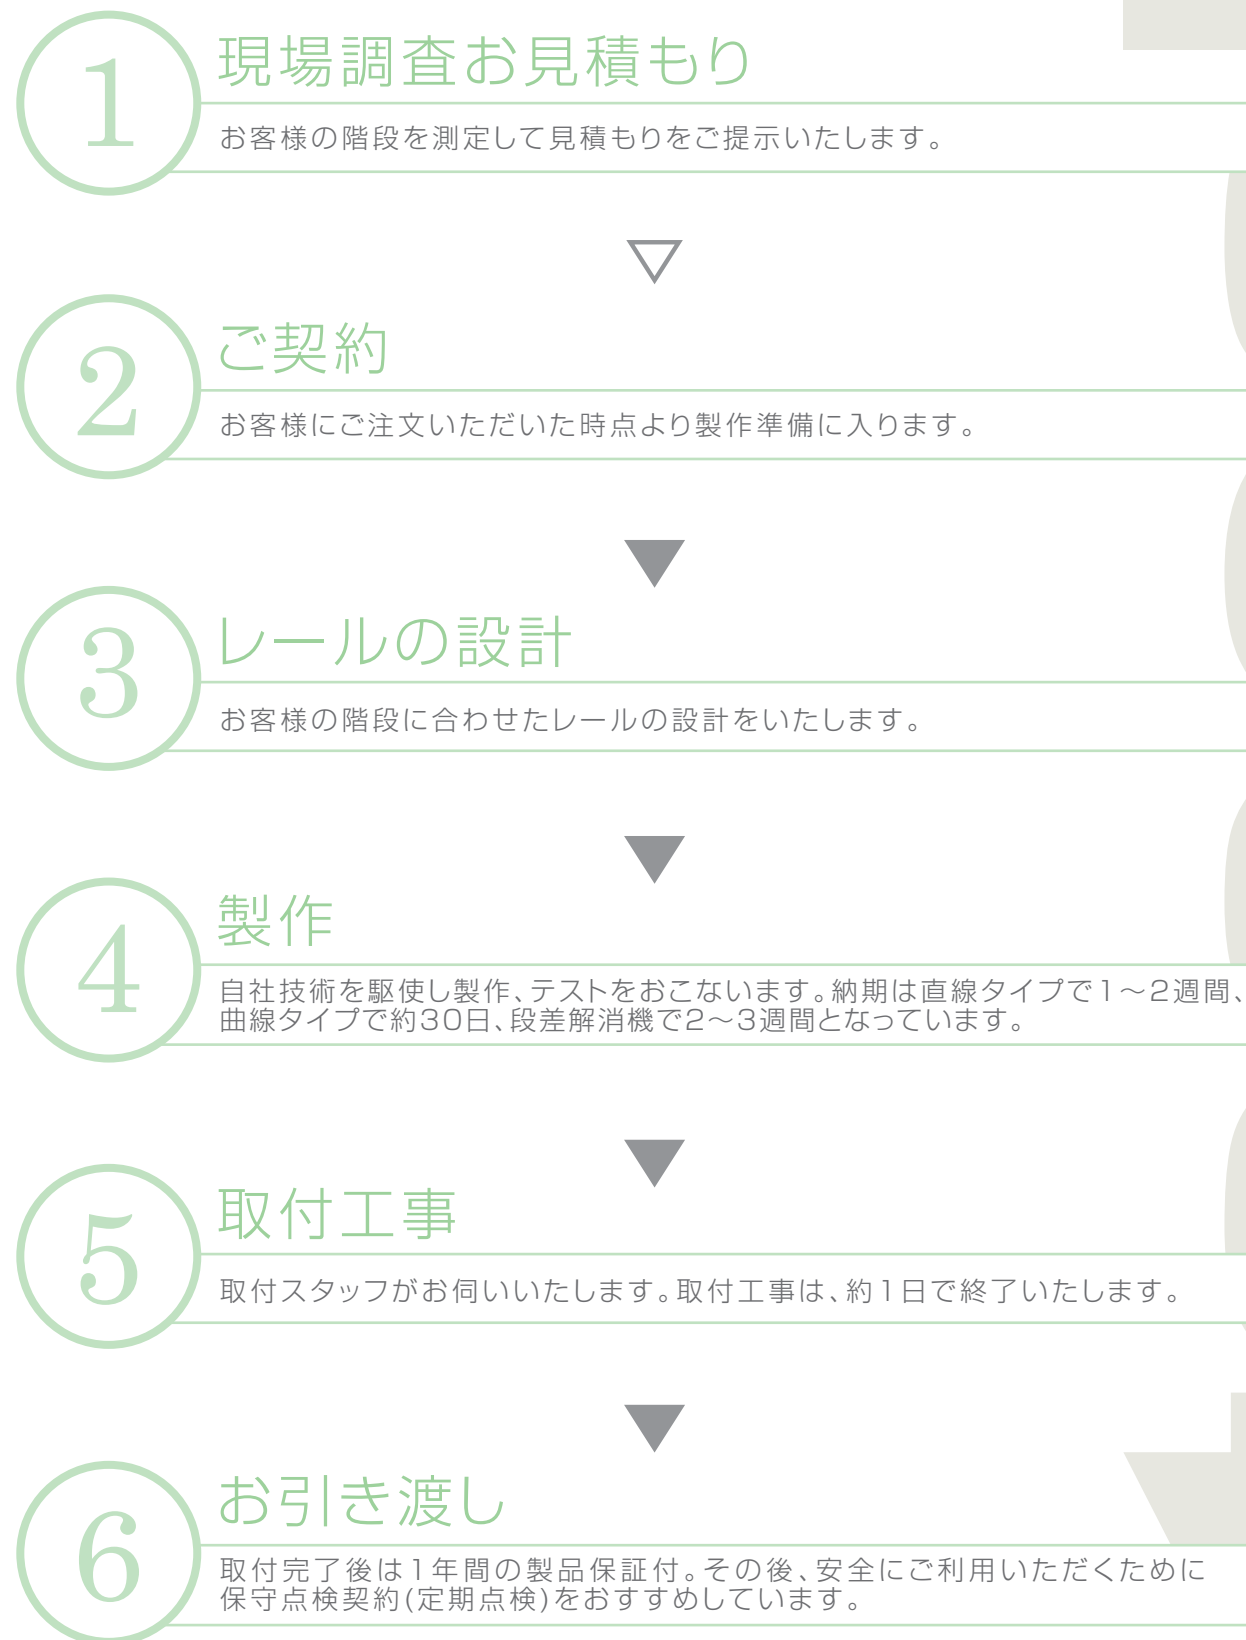 1
現場調査お見積もり
お客様の階段を測定して見積もりをご提示いたします。
2
ご契約
お客様にご注文いただいた時点より製作準備に入ります。
3
レールの設計
お客様の階段に合わせたレールの設計をいたします。
4
製作
自社技術を駆使し製作、テストをおこないます。納期は直線タイプで1〜2週間、
曲線タイプで約30日、段差解消機で2〜3週間となっています。
5
取付工事
取付スタッフがお伺いいたします。取付工事は、約1日で終了いたします。
6
お引き渡し
取付完了後は1年間の製品保証付。その後、安全にご利用いただくために
保守点検契約(定期点検)をおすすめしています。